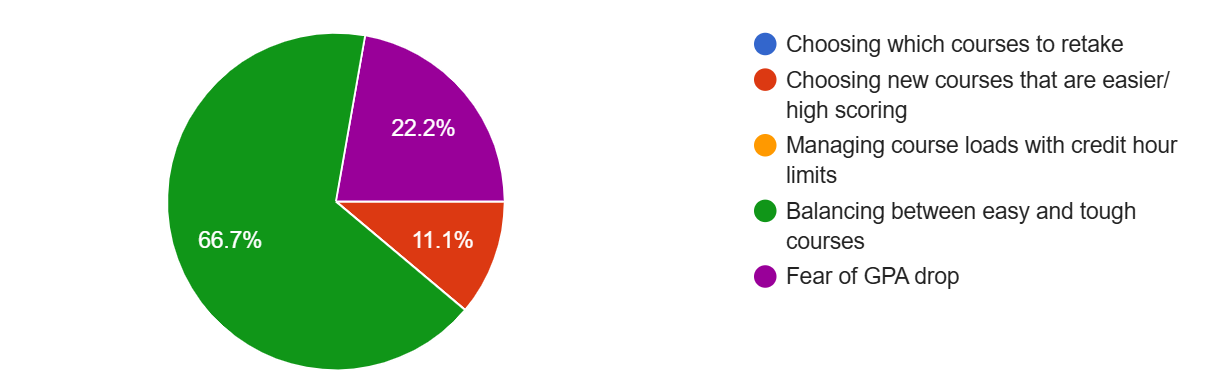 22.2%
11.1%
66.7%
Choosing which courses to retake
Choosing new courses that are easier/
high scoring
Managing course loads with credit hour
limits
Balancing between easy and tough
courses
Fear of GPA drop